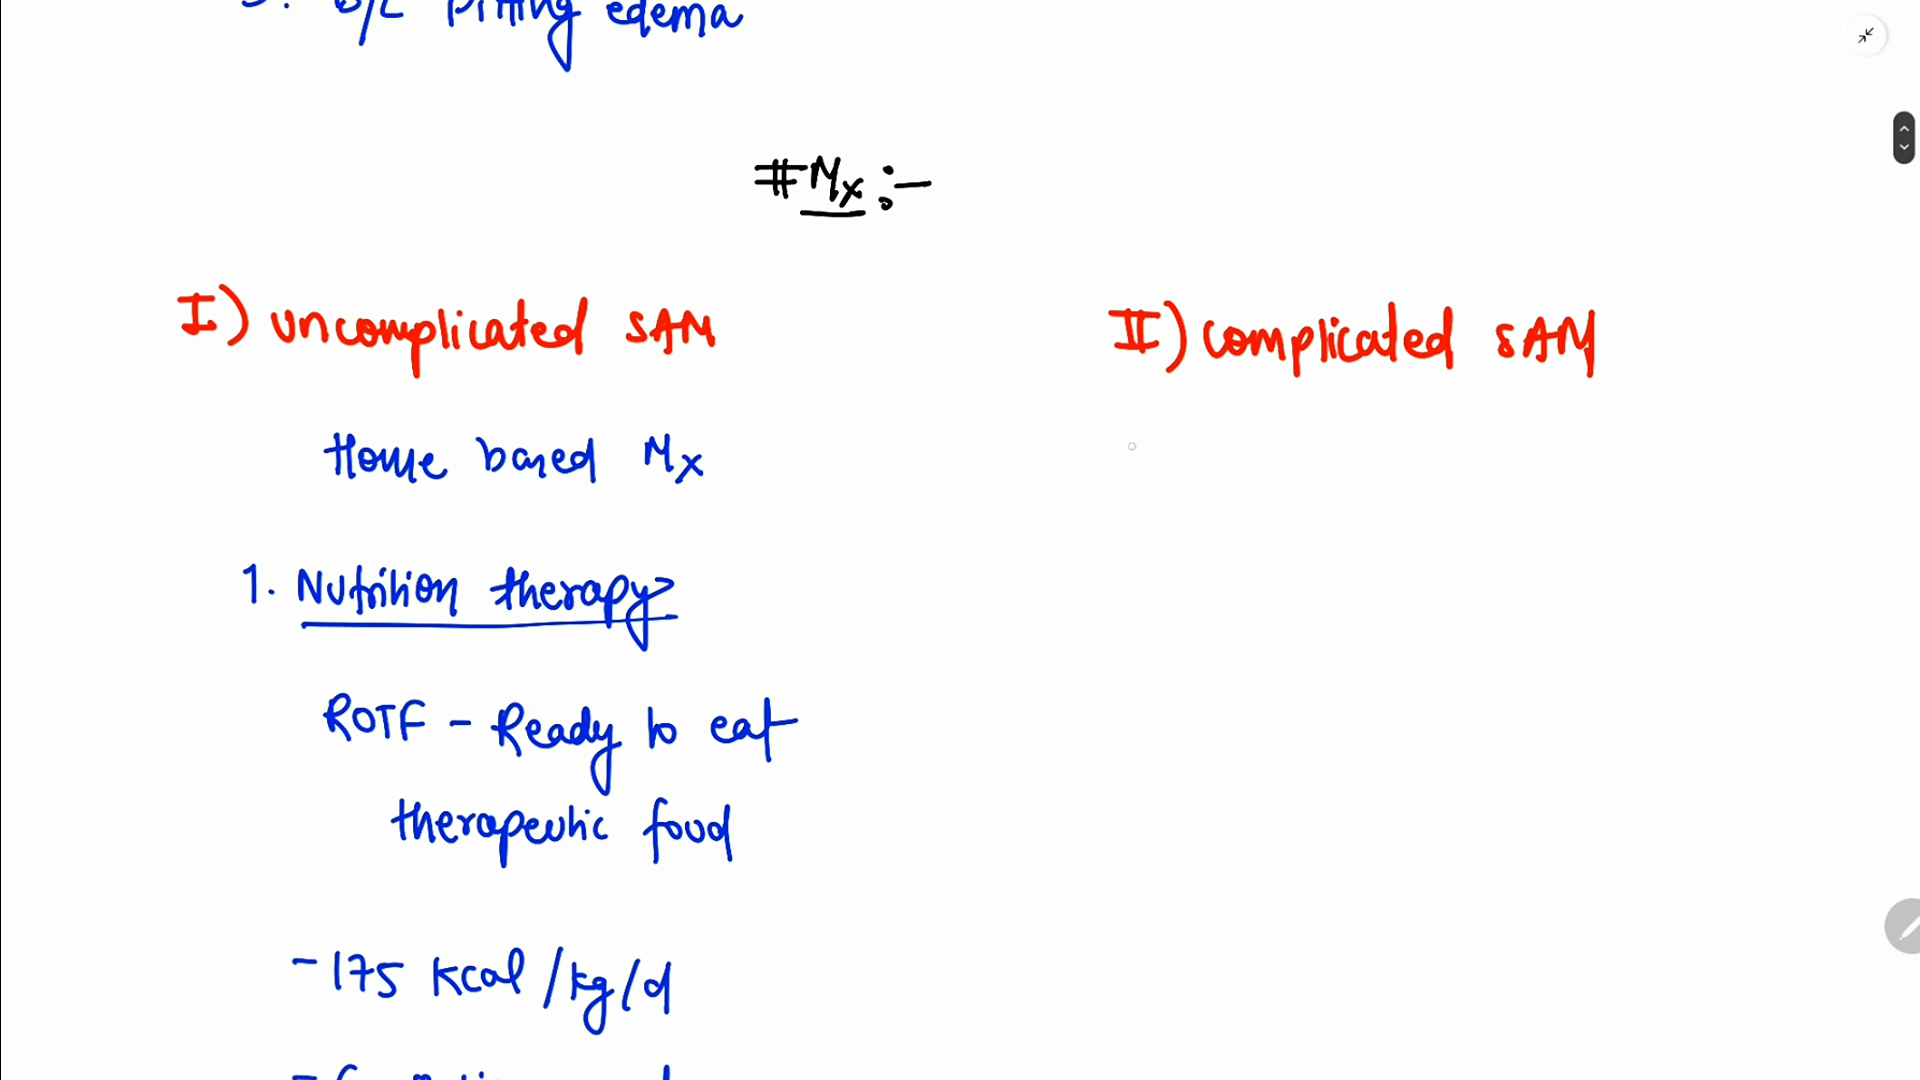 B/L pitting edema
# Mx :-
I) uncomplicated SAM
II) complicated SAM
Home based Mx
1. Nutrition therapy
ROTF - Ready to eat
therapeutic food
- 175 kcal/kg/d